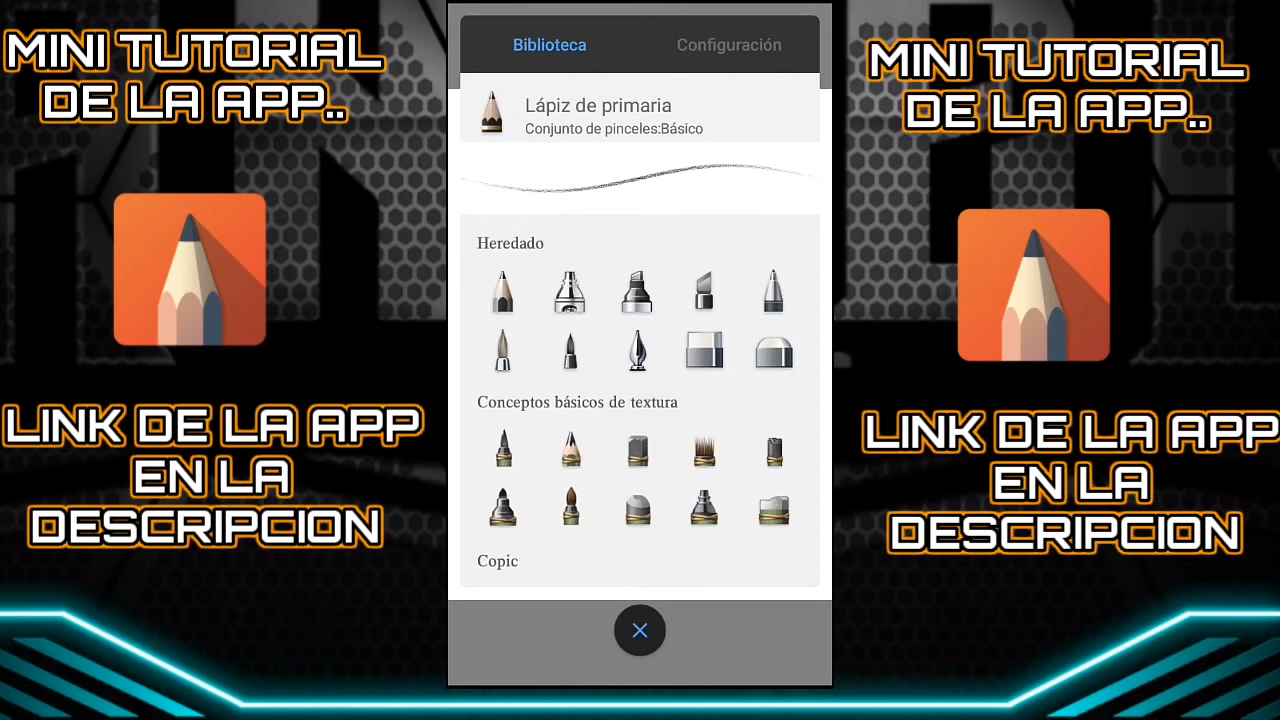 MINI TUTORIAL
DE LA APP..
LINK DE LA APP
EN LA
DESCRIPCION
Biblioteca
Configuración
Lápiz de primaria
Conjunto de pinceles:Básico
Heredado
Conceptos básicos de textura
Copic
MINI TUTORIAL
DE LA APP..
LINK DE LA APP
EN LA
DESCRIPCION